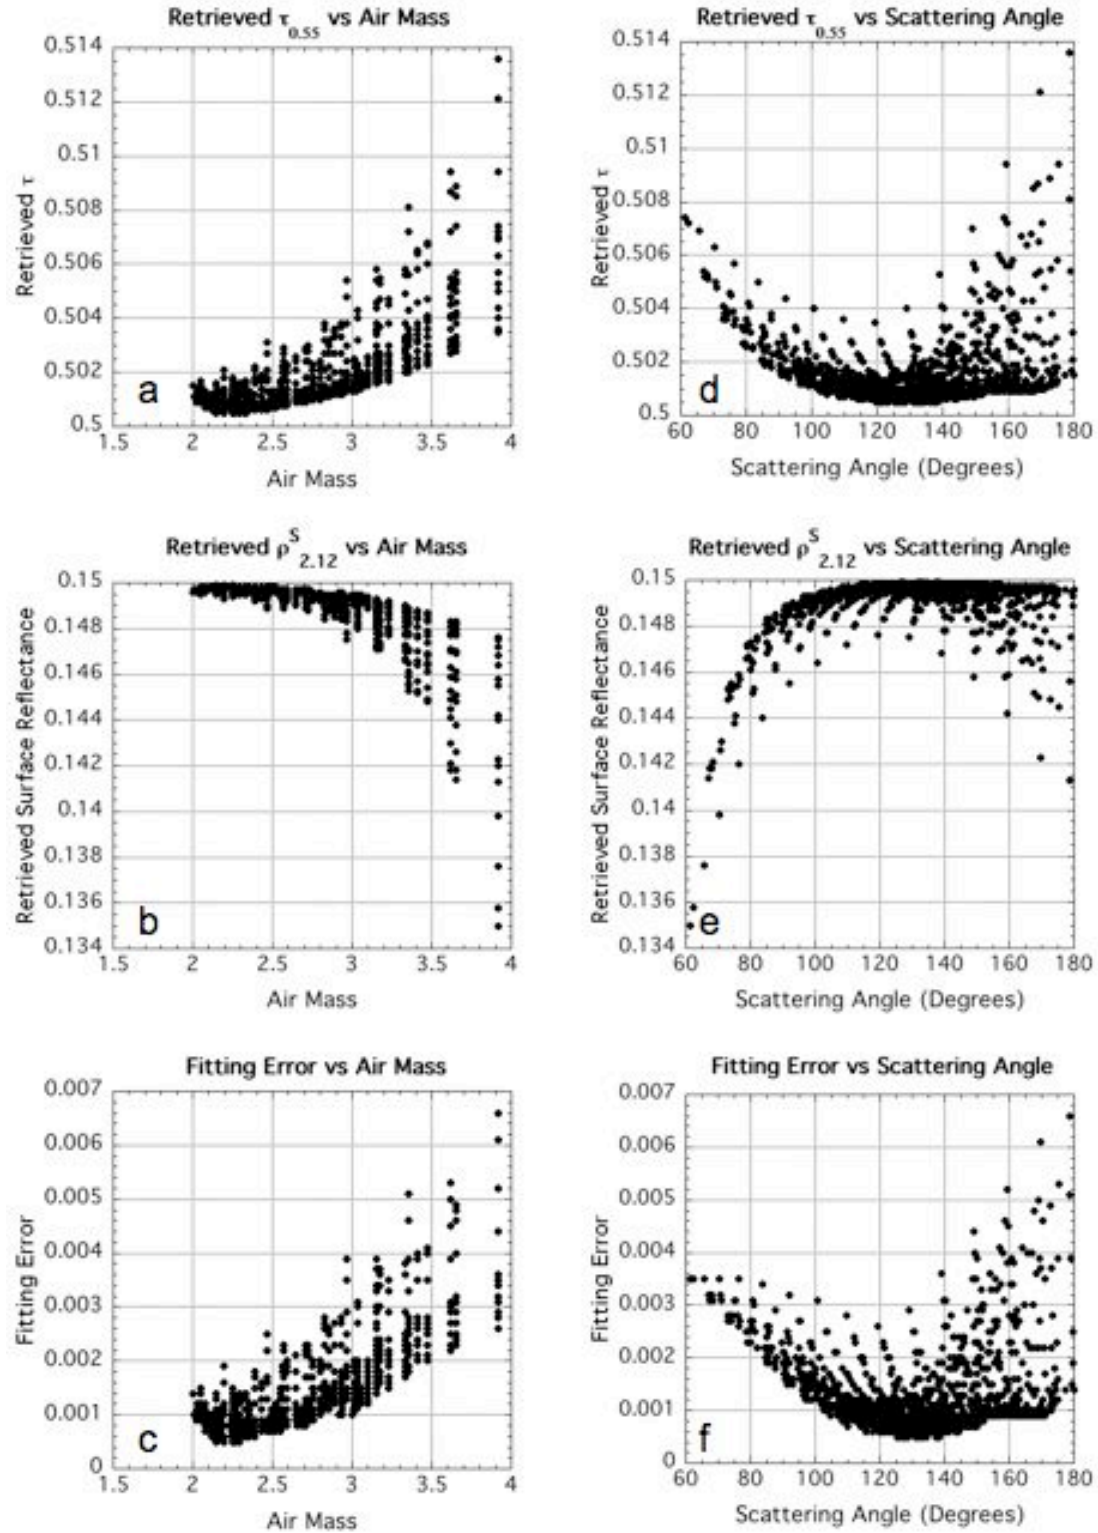 Retrieved τ0.55 vs Air Mass
0.514
0.512
0.51
0.508
0.506
0.504
0.502
0.5
Retrieved τ
a
1.5 2 2.5 3 3.5 4
Air Mass
Retrieved τ0.55 vs Scattering Angle
0.514
0.512
0.51
0.508
0.506
0.504
0.502
0.5
Retrieved τ
d
60 80 100 120 140 160 180
Scattering Angle (Degrees)
Retrieved ρS2.12 vs Air Mass
0.15
0.148
0.146
0.144
0.142
0.14
0.138
0.136
0.134
Retrieved Surface Reflectance
b
1.5 2 2.5 3 3.5 4
Air Mass
Retrieved ρS2.12 vs Scattering Angle
0.15
0.148
0.146
0.144
0.142
0.14
0.138
0.136
0.134
Retrieved Surface Reflectance
e
60 80 100 120 140 160 180
Scattering Angle (Degrees)
Fitting Error vs Air Mass
0.007
0.006
0.005
0.004
0.003
0.002
0.001
0
Fitting Error
c
1.5 2 2.5 3 3.5 4
Air Mass
Fitting Error vs Scattering Angle
0.007
0.006
0.005
0.004
0.003
0.002
0.001
0
Fitting Error
f
60 80 100 120 140 160 180
Scattering Angle (Degrees)